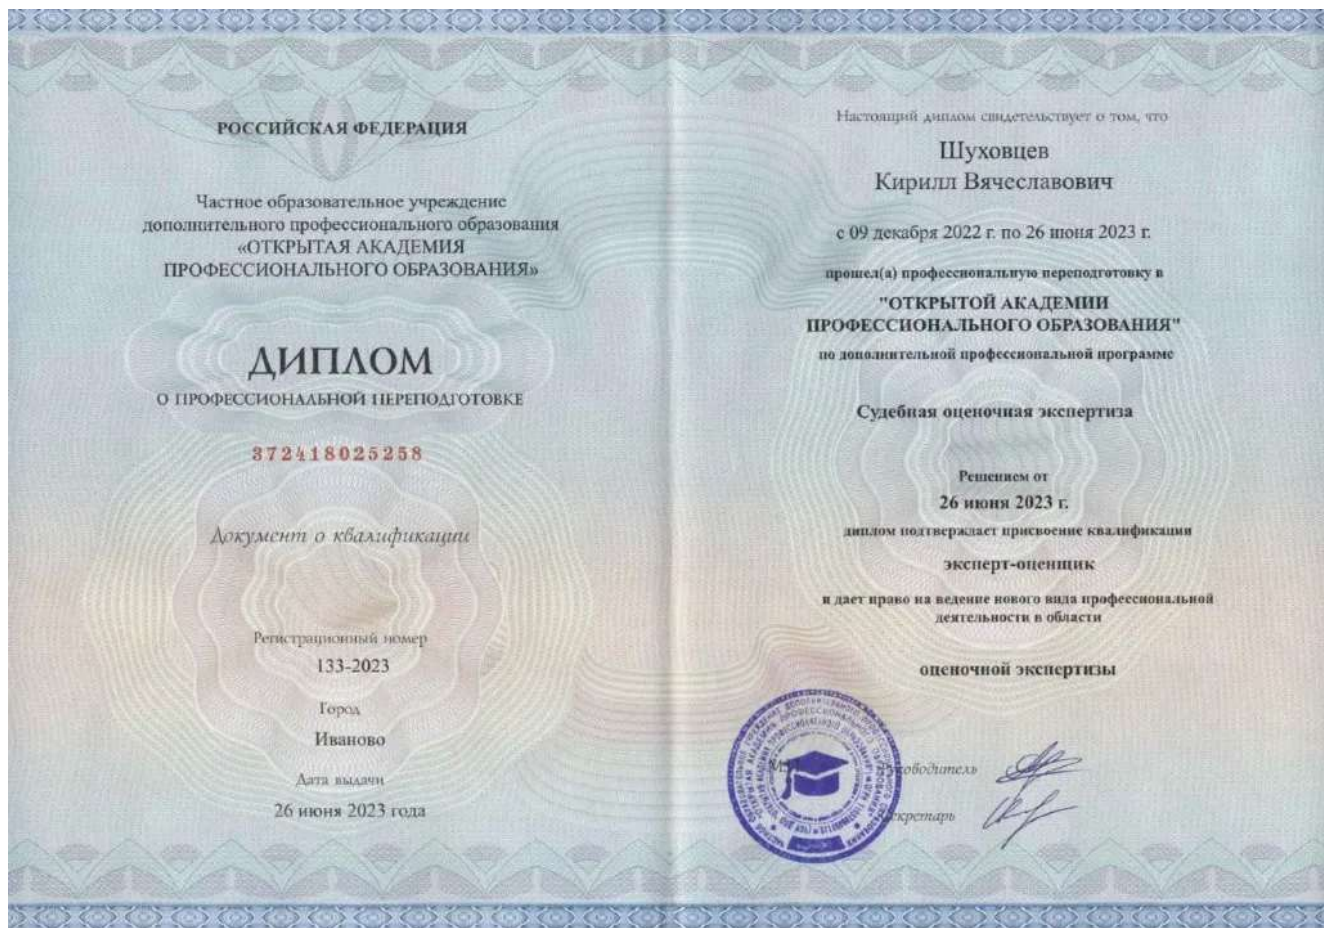 РОССИЙСКАЯ ФЕДЕРАЦИЯ
Частное образовательное учреждение
дополнительного профессионального образования
«ОТКРЫТАЯ АКАДЕМИЯ
ПРОФЕССИОНАЛЬНОГО ОБРАЗОВАНИЯ»
ДИПЛОМ
О ПРОФЕССИОНАЛЬНОЙ ПЕРЕПОДГОТОВКЕ
372418025258
Документ о квалификации
Регистрационный номер
133-2023
Город
Иваново
Дата выдачи
26 июня 2023 года
Настоящий диплом свидетельствует о том, что
Шуховцев
Кирилл Вячеславович
с 09 декабря 2022 г. по 26 июня 2023 г.
прошел(а) профессиональную переподготовку в
"ОТКРЫТОЙ АКАДЕМИИ
ПРОФЕССИОНАЛЬНОГО ОБРАЗОВАНИЯ"
по дополнительной профессиональной программе
Судебная оценочная экспертиза
Решением от
26 июня 2023 г.
диплом подтверждает присвоение квалификации
эксперт-оценщик
и дает право на ведение нового вида профессиональной
деятельности в области
оценочной экспертизы
Руководитель
Секретарь